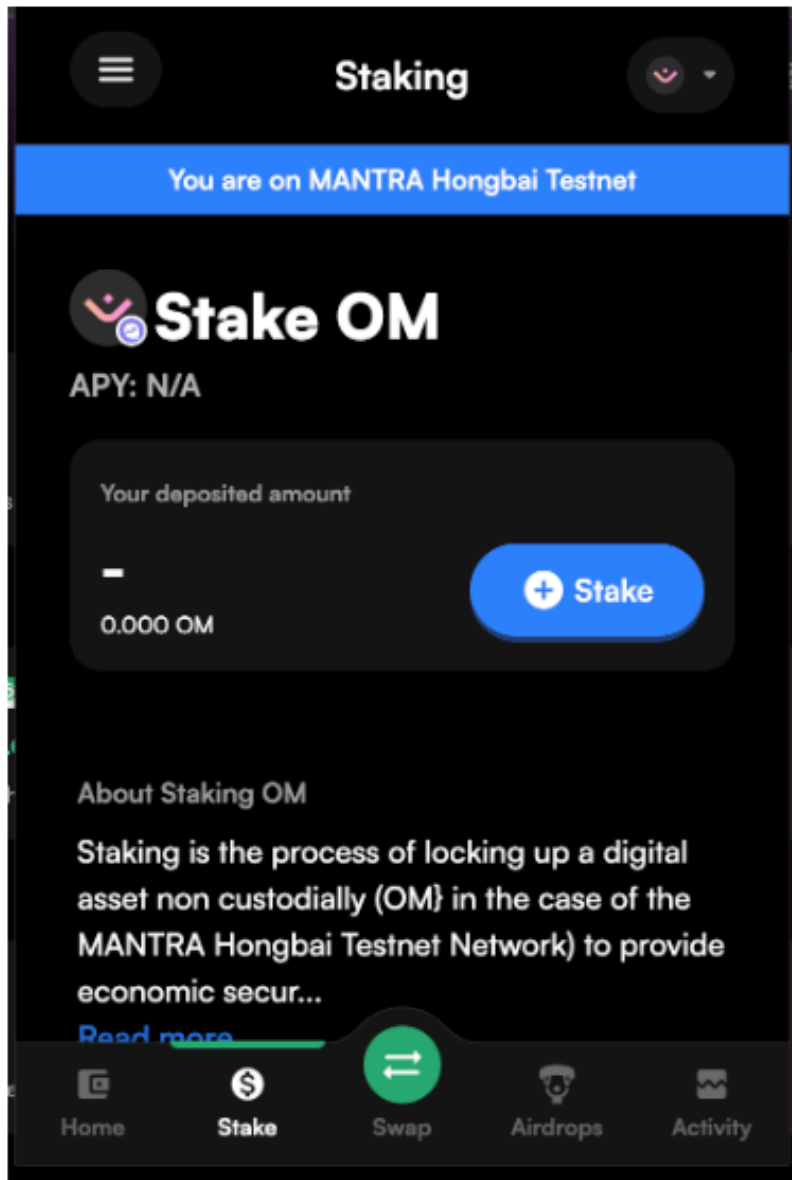 Staking
You are on MANTRA Hongbai Testnet
Stake OM
APY: N/A
Your deposited amount
-
0.000 OM
Stake
About Staking OM
Staking is the process of locking up a digital
asset non custodially (OM} in the case of the
MANTRA Hongbai Testnet Network) to provide
economic secur...
Read more
Home
Stake
Swap
Airdrops
Activity